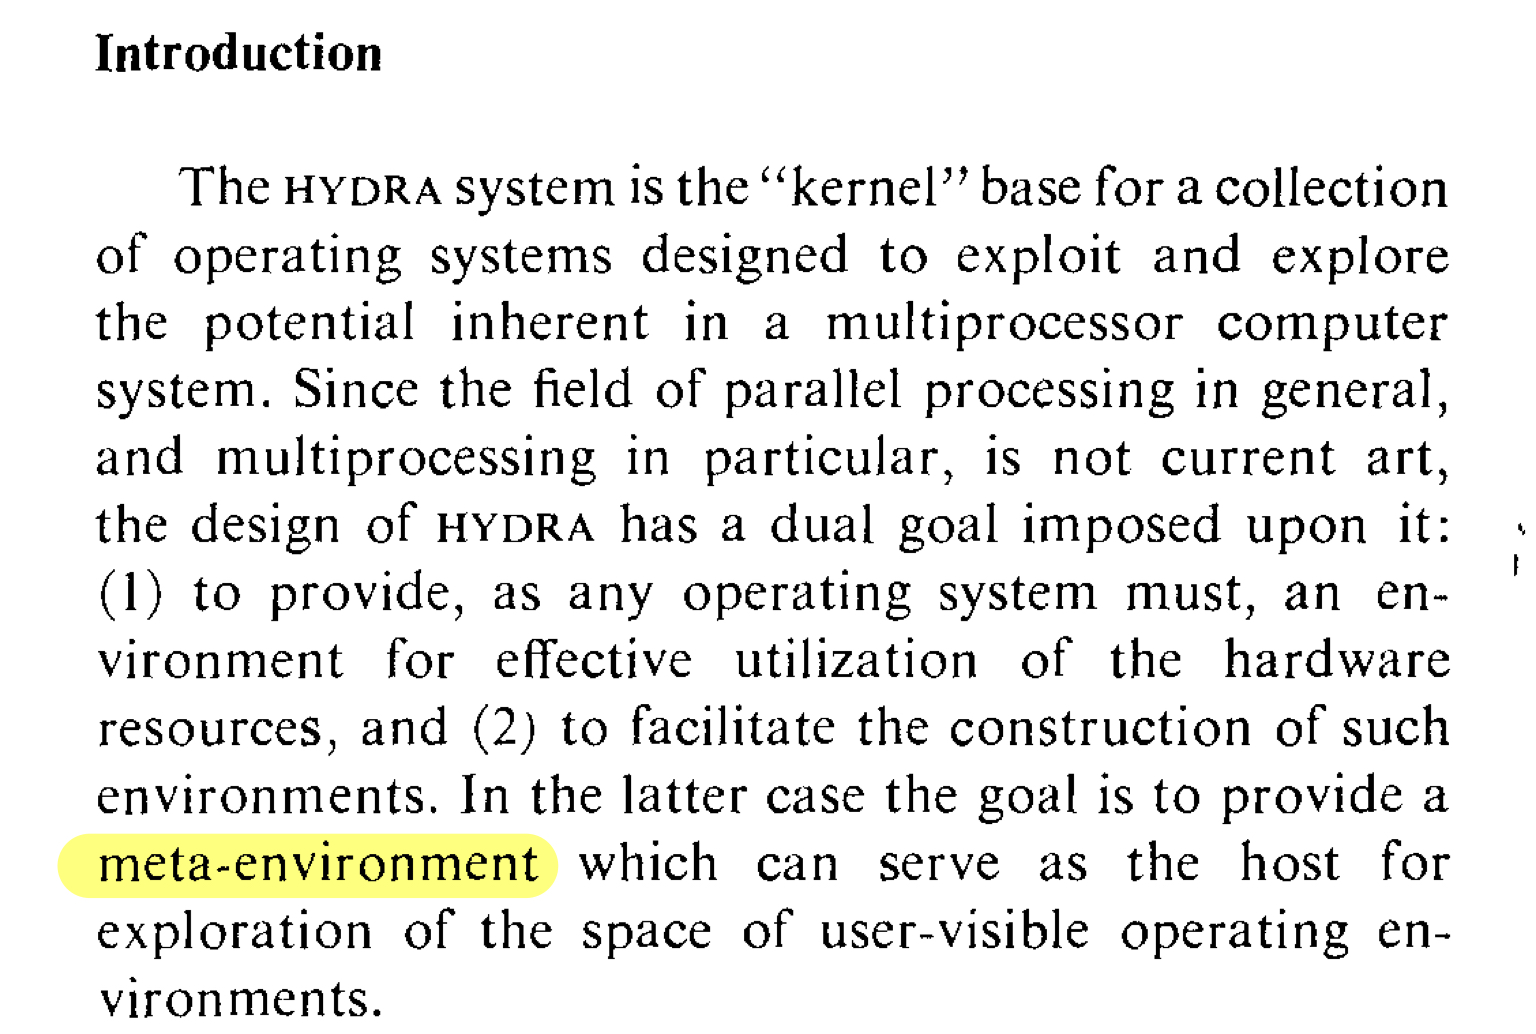 Introduction
The HYDRA system is the “kernel” base for a collection
of operating systems designed to exploit and explore
the potential inherent in a multiprocessor computer
system. Since the field of parallel processing in general,
and multiprocessing in particular, is not current art,
the design of HYDRA has a dual goal imposed upon it:
(1) to provide, as any operating system must, an en-
vironment for effective utilization of the hardware
resources, and (2) to facilitate the construction of such
environments. In the latter case the goal is to provide a
meta-environment which can serve as the host for
exploration of the space of user-visible operating en-
vironments.